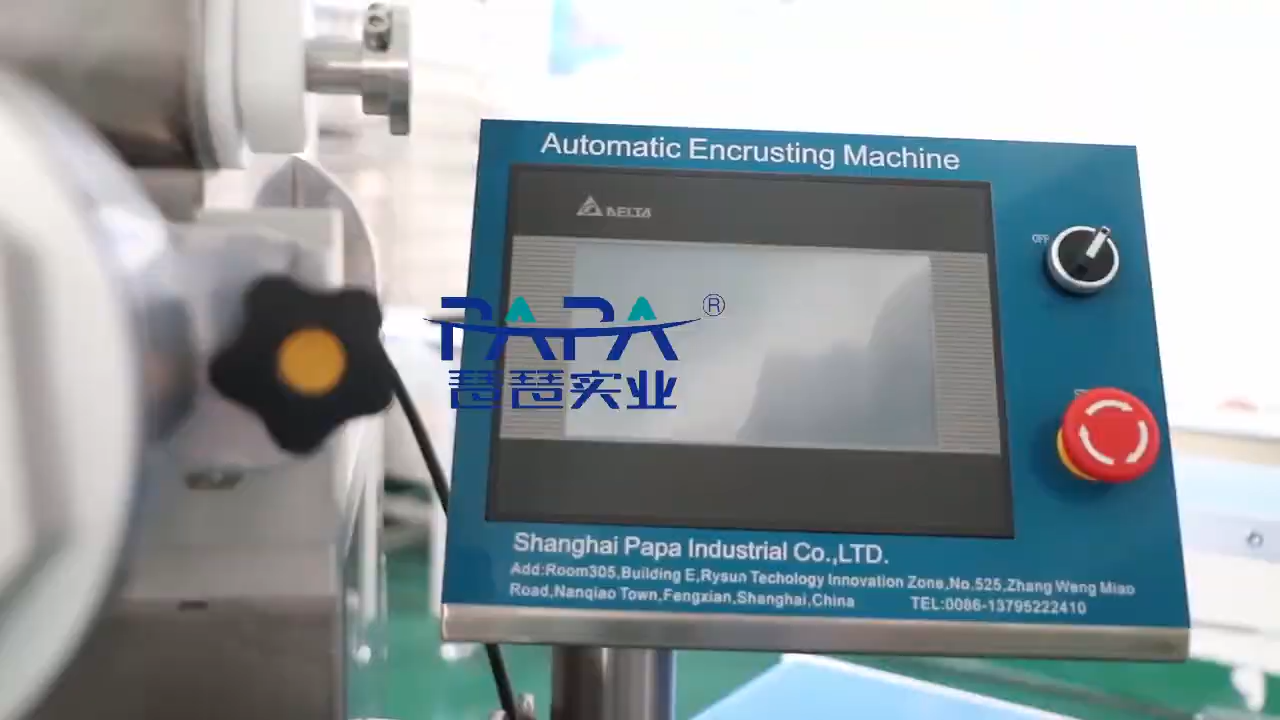 Automatic Encrusting Machine
DELTA
OFF
PAPA®
琶琶实业
Shanghai Papa Industrial Co.,LTD.
Add:Room305,Building E,Rysun Techology Innovation Zone,No.525,Zhang Weng Miao
Road,Nanqiao Town,Fengxian,Shanghai,China TEL:0086-13795222410